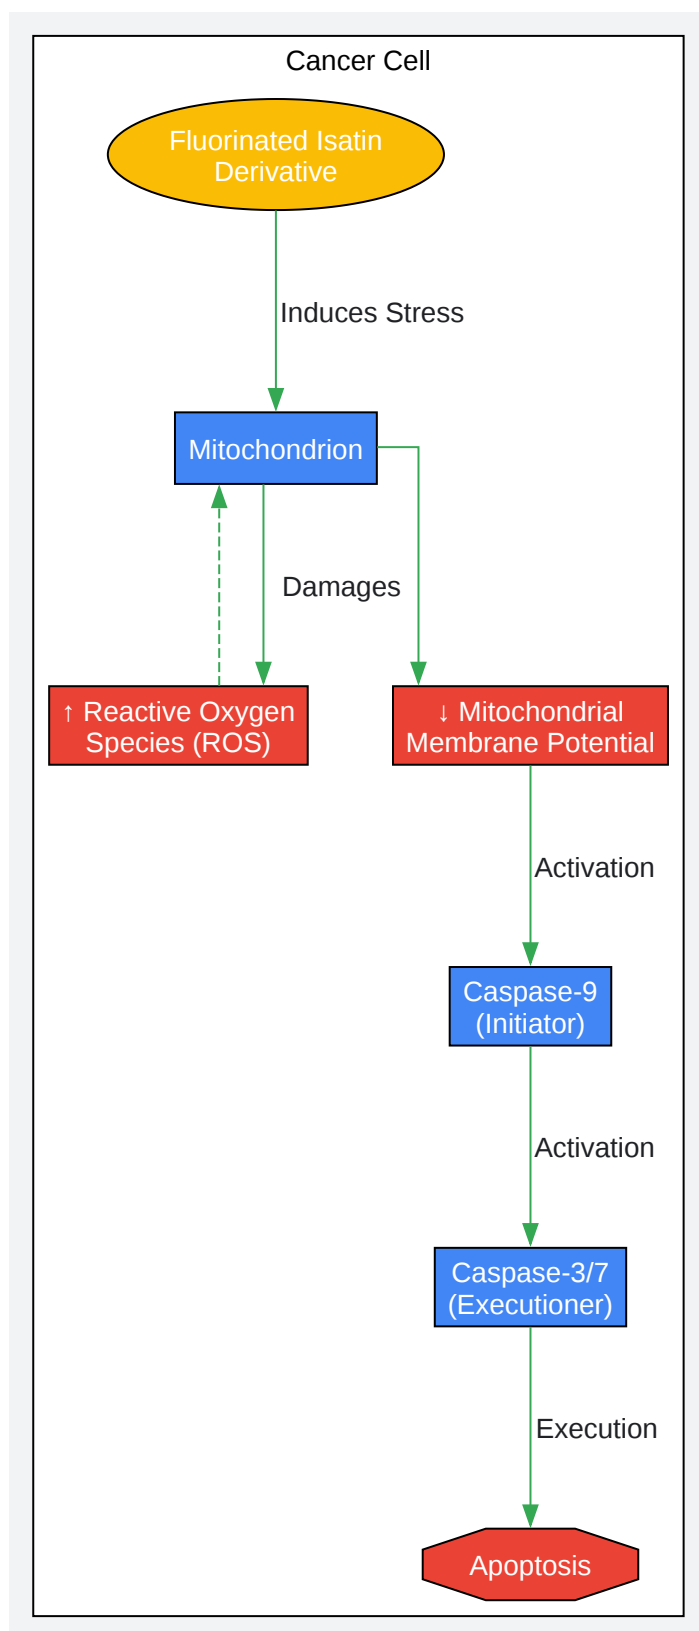 Cancer Cell
Fluorinated Isatin
Derivative
Induces Stress
Mitochondrion
Damages
↑ Reactive Oxygen
Species (ROS)
↓ Mitochondrial
Membrane Potential
Activation
Caspase-9
(Initiator)
Activation
Caspase-3/7
(Executioner)
Execution
Apoptosis